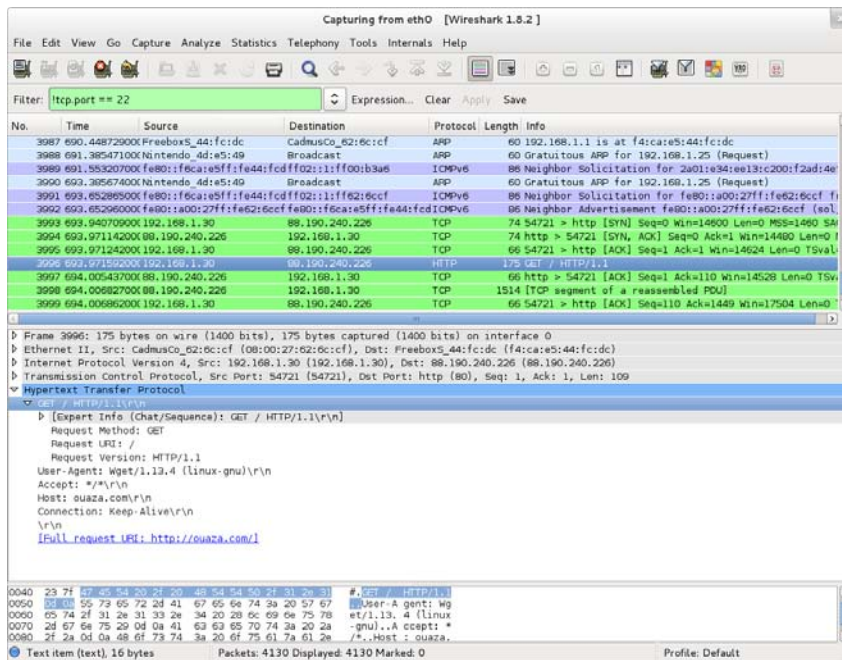 Capturing from eth0 [Wireshark 1.8.2 ]
File Edit View Go Capture Analyze Statistics Telephony Tools Internals Help
Filter: !tcp.port == 22 Expression... Clear Apply Save
No. Time Source Destination Protocol Length Info
3987 690.44872900( FreeboxS_44:fc:dc CadmusCo_62:6c:cf ARP 60 192.168.1.1 is at f4:ca:e5:44:fc:dc
3988 691.38547100( Nintendo_4d:e5:49 Broadcast ARP 60 Gratuitous ARP for 192.168.1.25 (Request)
3989 691.55320700( fe80::f6ca:e5ff:fe44:fcd ff02::1:ff00:b3a6 ICMPv6 86 Neighbor Solicitation for 2a01:e34:ee13:c200:f2ad:4e
3990 693.38567400( Nintendo_4d:e5:49 Broadcast ARP 60 Gratuitous ARP for 192.168.1.25 (Request)
3991 693.65286500( fe80::f6ca:e5ff:fe44:fcd ff02::1:ff62:6ccf ICMPv6 86 Neighbor Solicitation for fe80::a00:27ff:fe62:6ccf f
3992 693.65296000( fe80::a00:27ff:fe62:6ccf fe80::f6ca:e5ff:fe44:fcd ICMPv6 86 Neighbor Advertisement fe80::a00:27ff:fe62:6ccf (sol,
3993 693.94070900( 192.168.1.30 88.190.240.226 TCP 74 54721 > http [SYN] Seq=0 Win=14600 Len=0 MSS=1460 SA
3994 693.97114200( 88.190.240.226 192.168.1.30 TCP 74 http > 54721 [SYN, ACK] Seq=0 Ack=1 Win=14480 Len=0
3995 693.97124200( 192.168.1.30 88.190.240.226 TCP 66 54721 > http [ACK] Seq=1 Ack=1 Win=14624 Len=0 TSval
3996 693.97159200( 192.168.1.30 88.190.240.226 HTTP 175 GET / HTTP/1.1
3997 694.00543700( 88.190.240.226 192.168.1.30 TCP 66 http > 54721 [ACK] Seq=1 Ack=110 Win=14528 Len=0 TSv
3998 694.00682700( 88.190.240.226 192.168.1.30 TCP 1514 [TCP segment of a reassembled PDU]
3999 694.00686200( 192.168.1.30 88.190.240.226 TCP 66 54721 > http [ACK] Seq=110 Ack=1449 Win=17504 Len=0
Frame 3996: 175 bytes on wire (1400 bits), 175 bytes captured (1400 bits) on interface 0
Ethernet II, Src: CadmusCo_62:6c:cf (08:00:27:62:6c:cf), Dst: FreeboxS_44:fc:dc (f4:ca:e5:44:fc:dc)
Internet Protocol Version 4, Src: 192.168.1.30 (192.168.1.30), Dst: 88.190.240.226 (88.190.240.226)
Transmission Control Protocol, Src Port: 54721 (54721), Dst Port: http (80), Seq: 1, Ack: 1, Len: 109
Hypertext Transfer Protocol
GET / HTTP/1.1\r\n
[Expert Info (Chat/Sequence): GET / HTTP/1.1\r\n]
Request Method: GET
Request URI: /
Request Version: HTTP/1.1
User-Agent: Wget/1.13.4 (linux-gnu)\r\n
Accept: */*\r\n
Host: ouaza.com\r\n
Connection: Keep-Alive\r\n
\r\n
[Full request URI: http://ouaza.com/]
0040 23 7f 47 45 54 20 2f 20 48 54 54 50 2f 31 2e 31 #.GET / HTTP/1.1
0050 0d 0a 55 73 65 72 2d 41 67 65 6e 74 3a 20 57 67 ..User-A gent: Wg
0060 65 74 2f 31 2e 31 33 2e 34 20 28 6c 69 6e 75 78 et/1.13. 4 (linux
0070 2d 67 6e 75 29 0d 0a 41 63 63 65 70 74 3a 20 2a -gnu)..A ccept: *
0080 2f 2a 0d 0a 48 6f 73 74 3a 20 6f 75 61 7a 61 2e /*..Host : ouaza.
Text item (text), 16 bytes Packets: 4130 Displayed: 4130 Marked: 0 Profile: Default